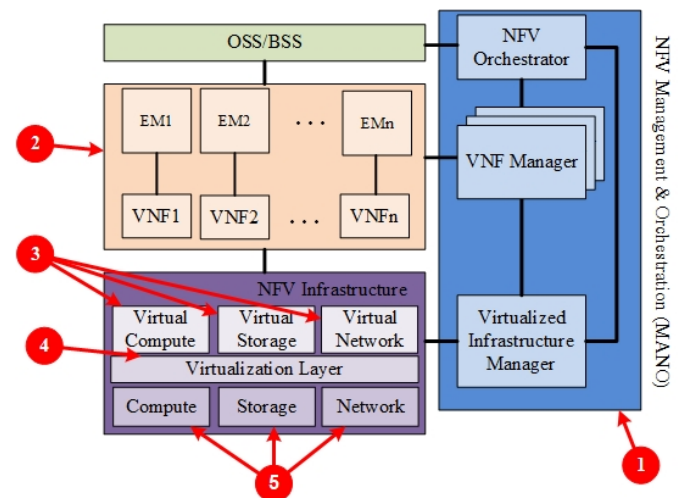 OSS/BSS
NFV
Orchestrator
EM1
EM2
. . .
EMn
VNF Manager
2
VNF1
VNF2
. . .
VNFn
3
NFV Infrastructure
Virtual
Compute
Virtual
Storage
Virtual
Network
Virtualized
Infrastructure
Manager
4
Virtualization Layer
Compute
Storage
Network
5
1
NFV Management & Orchestration (MANO)